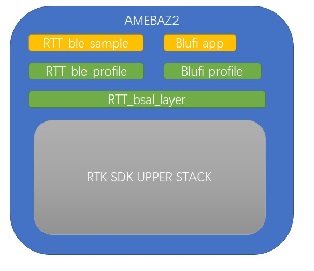 AMEBAZ2
RTT ble sample
Blufi app
RTT ble profile
Blufi profile
RTT_bsal_layer
RTK SDK UPPER STACK